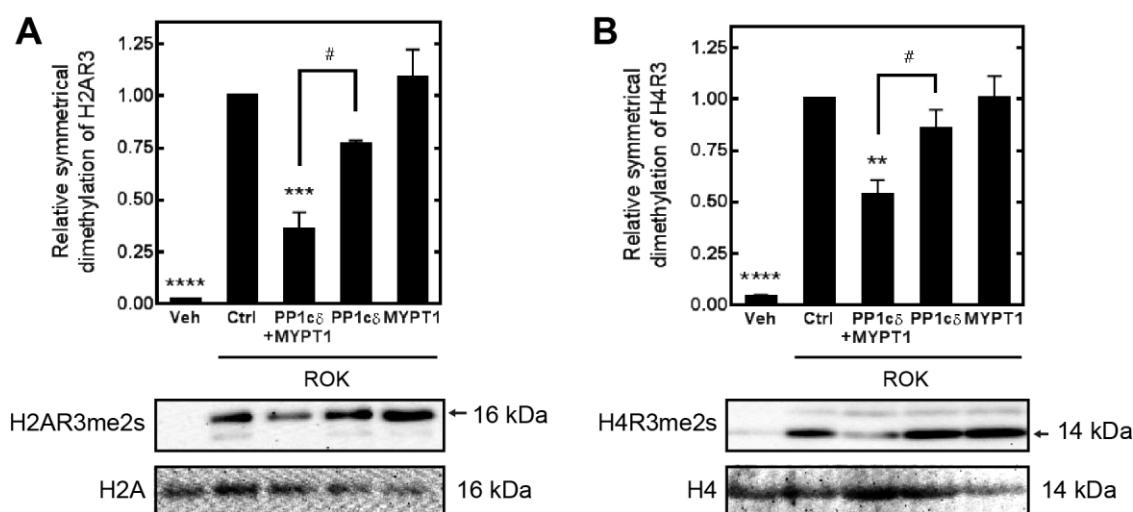 A
Relative symmetrical
dimethylation of H2AR3
1.25
1.00
0.75
0.50
0.25
0.00
#
***
****
Veh
Ctrl
PP1cδ
+MYPT1
PP1cδ
MYPT1
ROK
H2AR3me2s
16 kDa
H2A
16 kDa
B
Relative symmetrical
dimethylation of H4R3
1.25
1.00
0.75
0.50
0.25
0.00
#
**
****
Veh
Ctrl
PP1cδ
+MYPT1
PP1cδ
MYPT1
ROK
H4R3me2s
14 kDa
H4
14 kDa